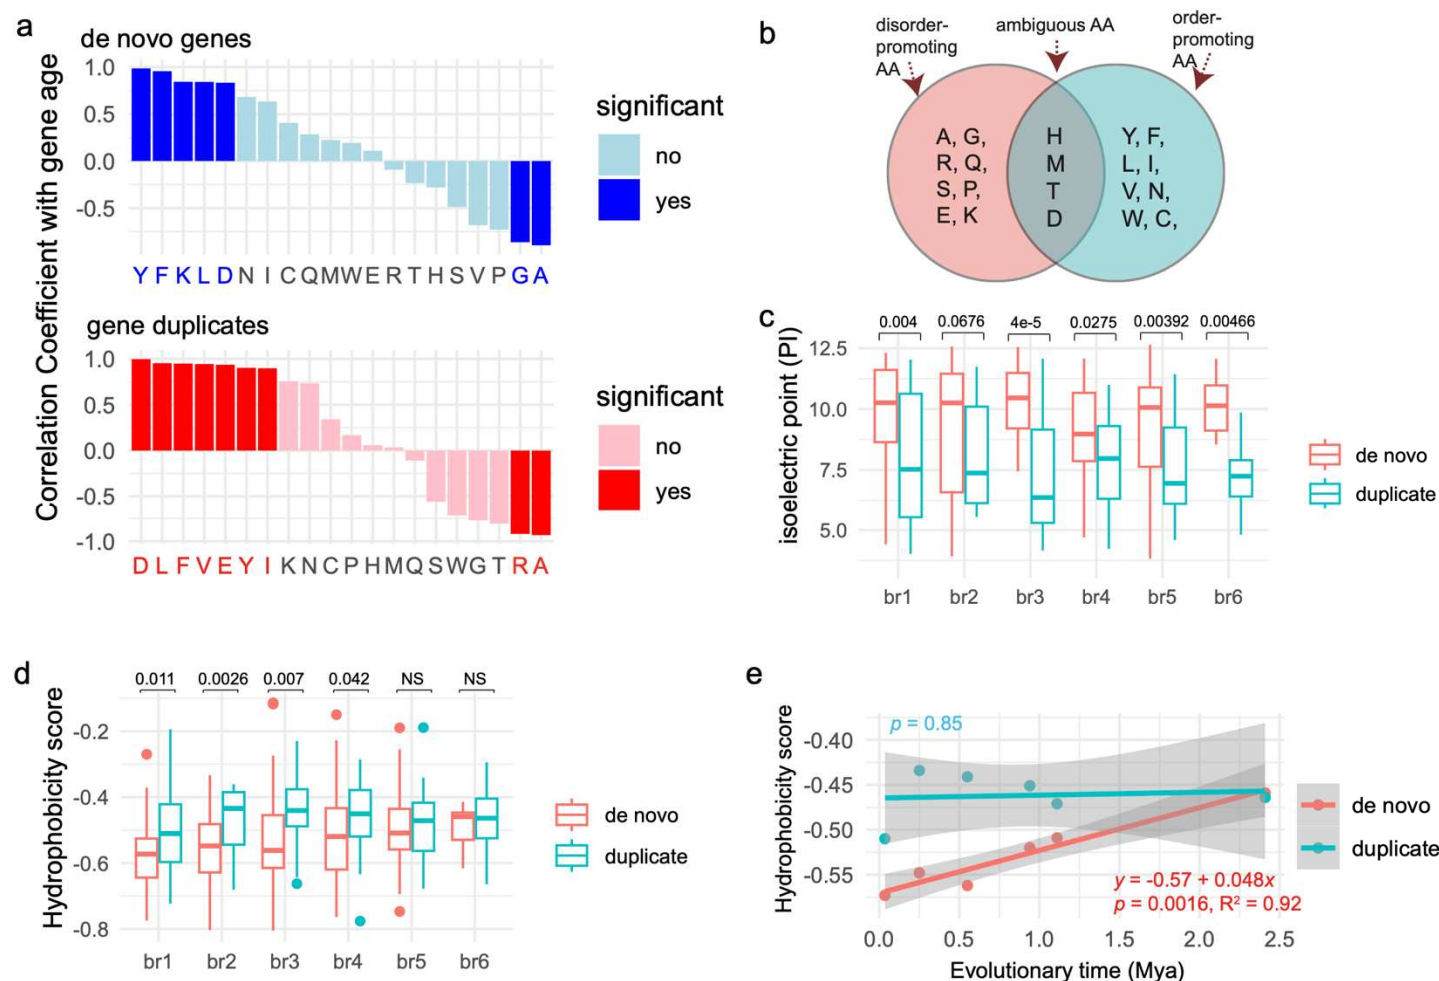 a
de novo genes
Correlation Coefficient with gene age
1.0
0.5
0.0
-0.5
Y F K L D N I C Q M W E R T H S V P G A
significant
no
yes
gene duplicates
1.0
0.5
0.0
-0.5
-1.0
D L F V E Y I K N C P H M Q S W G T R A
significant
no
yes
b
disorder-
promoting
AA
ambiguous AA
order-
promoting
AA
A, G,
R, Q,
S, P,
E, K
H
M
T
D
Y, F,
L, I,
V, N,
W, C,
c
isoelectric point (PI)
0.004 0.0676 4e-5 0.0275 0.00392 0.00466
12.5
10.0
7.5
5.0
br1 br2 br3 br4 br5 br6
de novo
duplicate
d
Hydrophobicity score
0.011 0.0026 0.007 0.042 NS NS
-0.2
-0.4
-0.6
-0.8
br1 br2 br3 br4 br5 br6
de novo
duplicate
e
Hydrophobicity score
p = 0.85
-0.40
-0.45
-0.50
-0.55
y = -0.57 + 0.048x
p = 0.0016, R² = 0.92
0.0 0.5 1.0 1.5 2.0 2.5
Evolutionary time (Mya)
de novo
duplicate